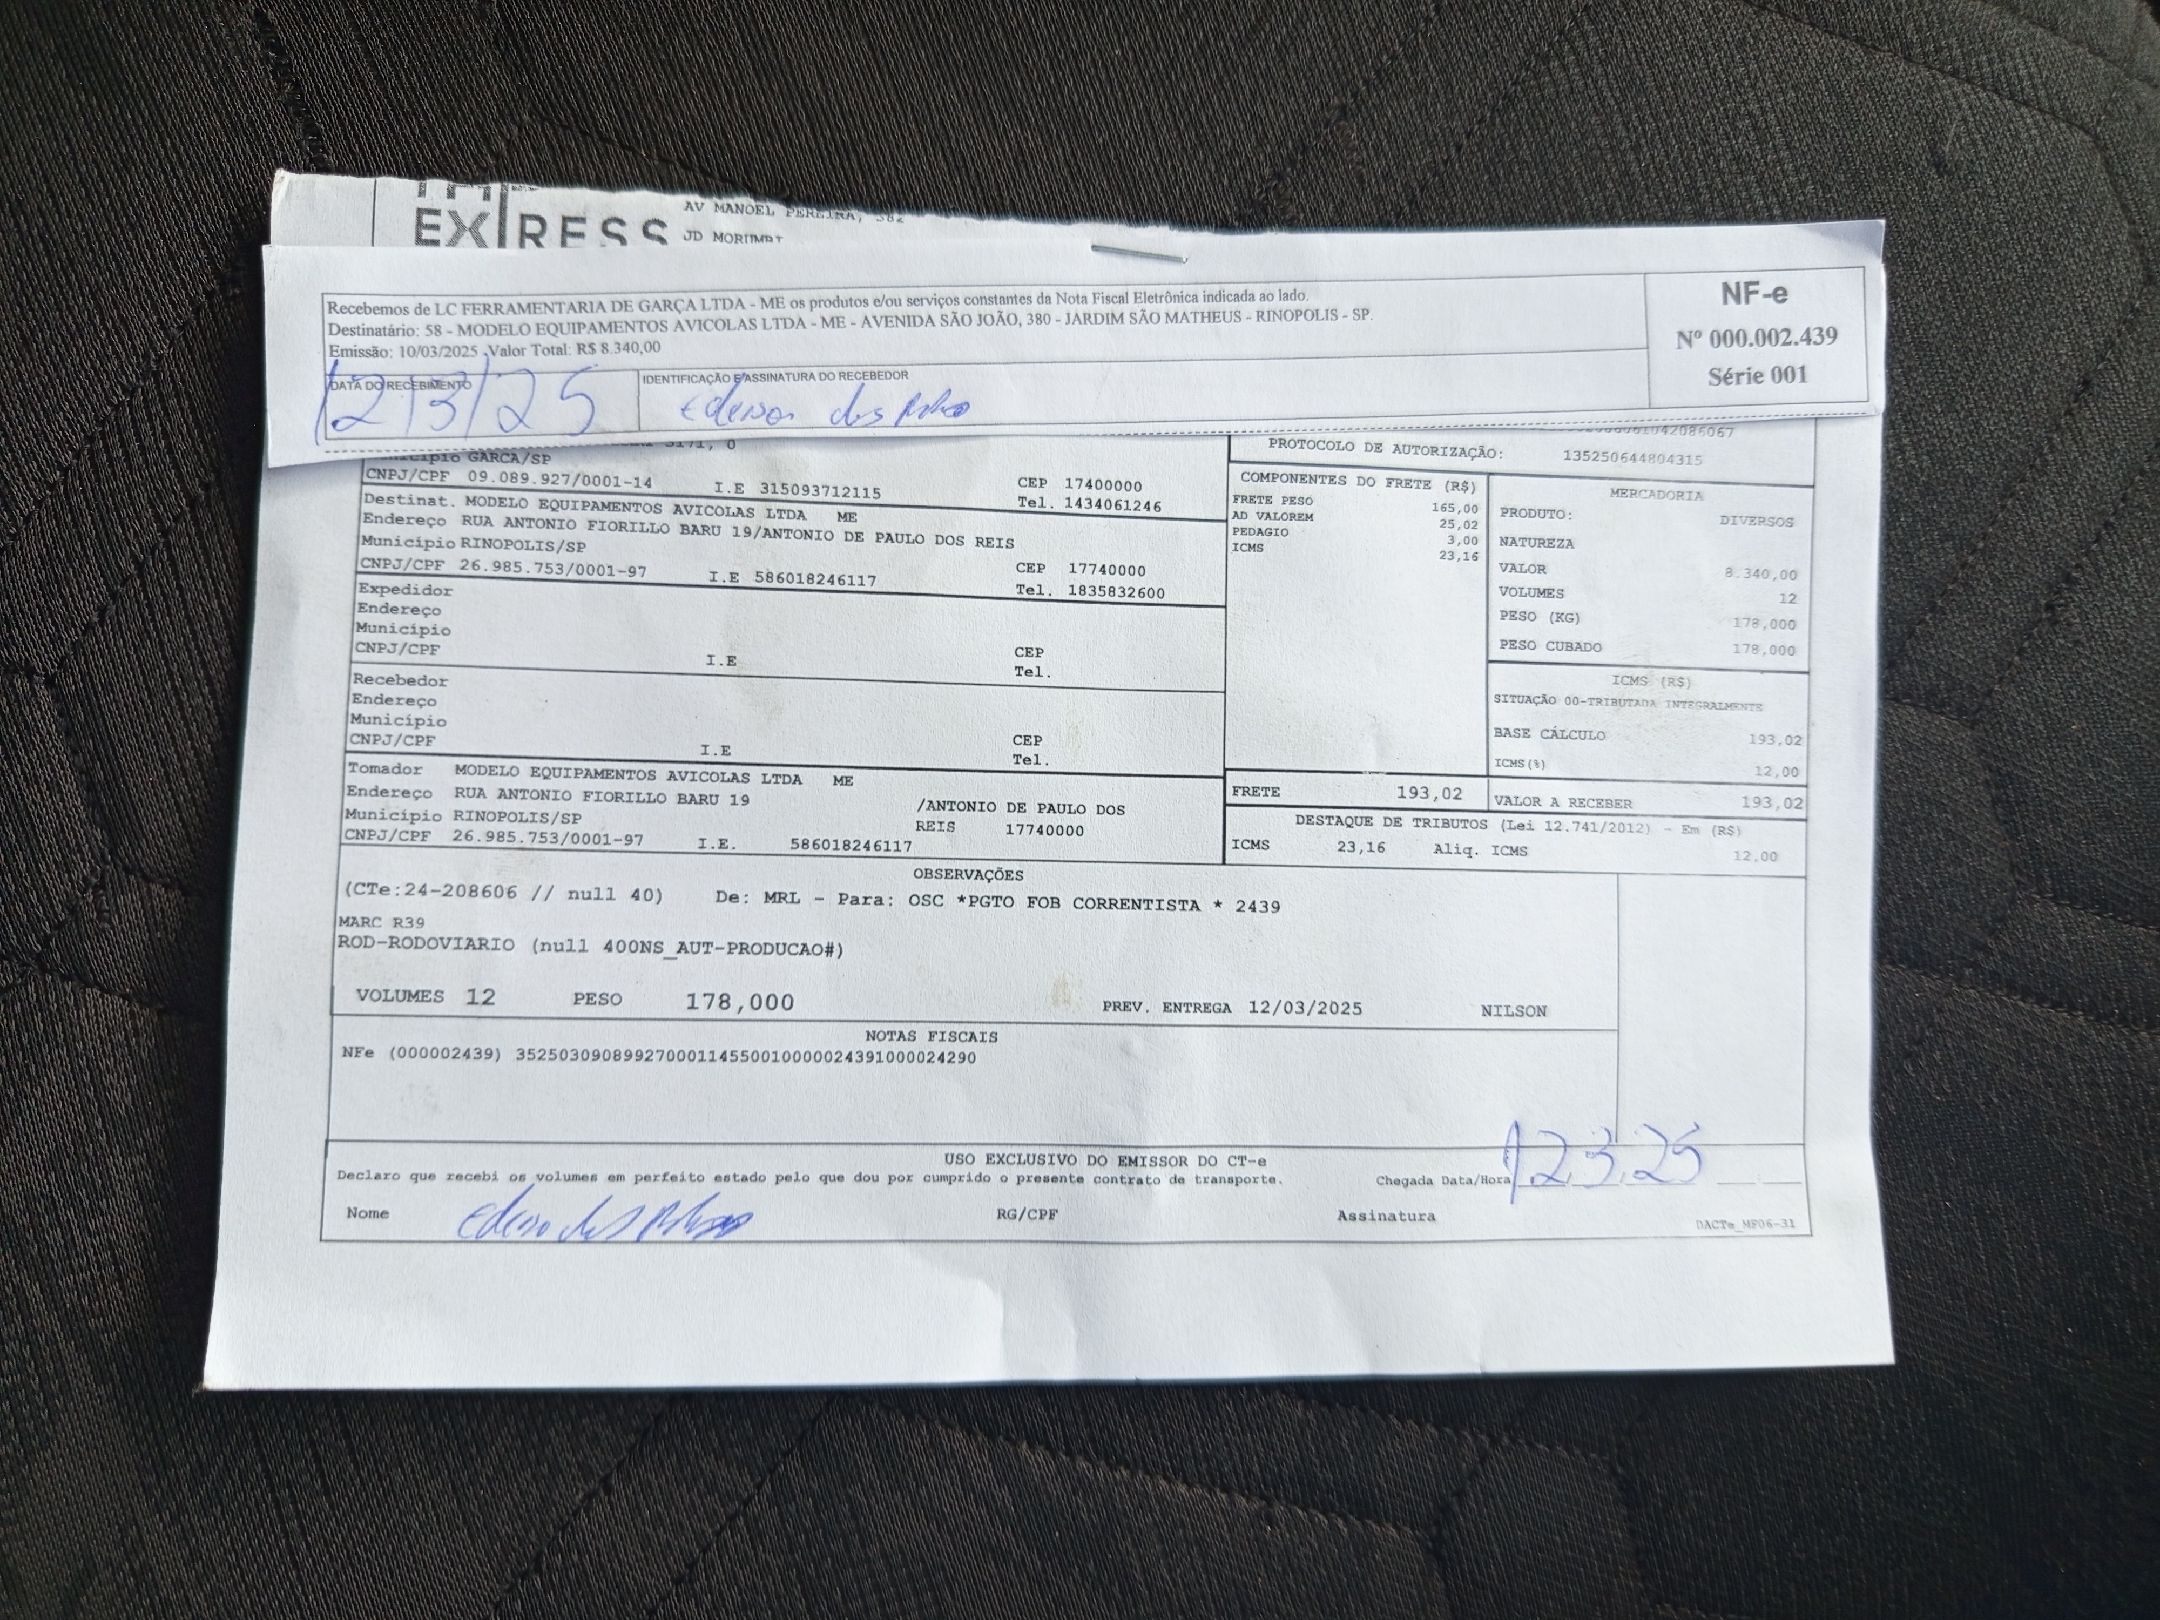 EXPRESS
AV MANOEL PEREIRA, 382
JD MORUMBI
Recebemos de LC FERRAMENTARIA DE GARÇA LTDA - ME os produtos e/ou serviços constantes da Nota Fiscal Eletrônica indicada ao lado.
Destinatário: 58 - MODELO EQUIPAMENTOS AVICOLAS LTDA - ME - AVENIDA SÃO JOÃO, 380 - JARDIM SÃO MATHEUS - RINOPOLIS - SP.
Emissão: 10/03/2025 Valor Total: R$ 8.340,00
NF-e
Nº 000.002.439
Série 001
DATA DO RECEBIMENTO
12/3/25
IDENTIFICAÇÃO E ASSINATURA DO RECEBEDOR
Município GARCA/SP
CNPJ/CPF 09.089.927/0001-14 I.E 315093712115
CEP 17400000
Tel. 1434061246
Destinat. MODELO EQUIPAMENTOS AVICOLAS LTDA ME
Endereço RUA ANTONIO FIORILLO BARU 19/ANTONIO DE PAULO DOS REIS
Município RINOPOLIS/SP
CNPJ/CPF 26.985.753/0001-97 I.E 586018246117
CEP 17740000
Tel. 1835832600
Expedidor
Endereço
Município
CNPJ/CPF I.E
CEP
Tel.
Recebedor
Endereço
Município
CNPJ/CPF I.E
CEP
Tel.
Tomador MODELO EQUIPAMENTOS AVICOLAS LTDA ME
Endereço RUA ANTONIO FIORILLO BARU 19 /ANTONIO DE PAULO DOS
Município RINOPOLIS/SP REIS 17740000
CNPJ/CPF 26.985.753/0001-97 I.E. 586018246117
PROTOCOLO DE AUTORIZAÇÃO: 135250644804315
COMPONENTES DO FRETE (R$)
FRETE PESO 165,00
AD VALOREM 25,02
PEDAGIO 3,00
ICMS 23,16
MERCADORIA
PRODUTO: DIVERSOS
NATUREZA
VALOR 8.340,00
VOLUMES 12
PESO (KG) 178,000
PESO CUBADO 178,000
ICMS (R$)
SITUAÇÃO 00-TRIBUTADA INTEGRALMENTE
BASE CÁLCULO 193,02
ICMS(%) 12,00
FRETE 193,02
VALOR A RECEBER 193,02
DESTAQUE DE TRIBUTOS (Lei 12.741/2012) - Em (R$)
ICMS 23,16 Aliq. ICMS 12,00
OBSERVAÇÕES
(CTe:24-208606 // null 40) De: MRL - Para: OSC *PGTO FOB CORRENTISTA * 2439
MARC R39
ROD-RODOVIARIO (null 400NS_AUT-PRODUCAO#)
VOLUMES 12 PESO 178,000 PREV. ENTREGA 12/03/2025 NILSON
NOTAS FISCAIS
NFe (000002439) 35250309089927000114550010000024391000024290
USO EXCLUSIVO DO EMISSOR DO CT-e
Declaro que recebi os volumes em perfeito estado pelo que dou por cumprido o presente contrato de transporte.
Chegada Data/Hora 12 3 25
Nome RG/CPF Assinatura
DACTe_MF06-31